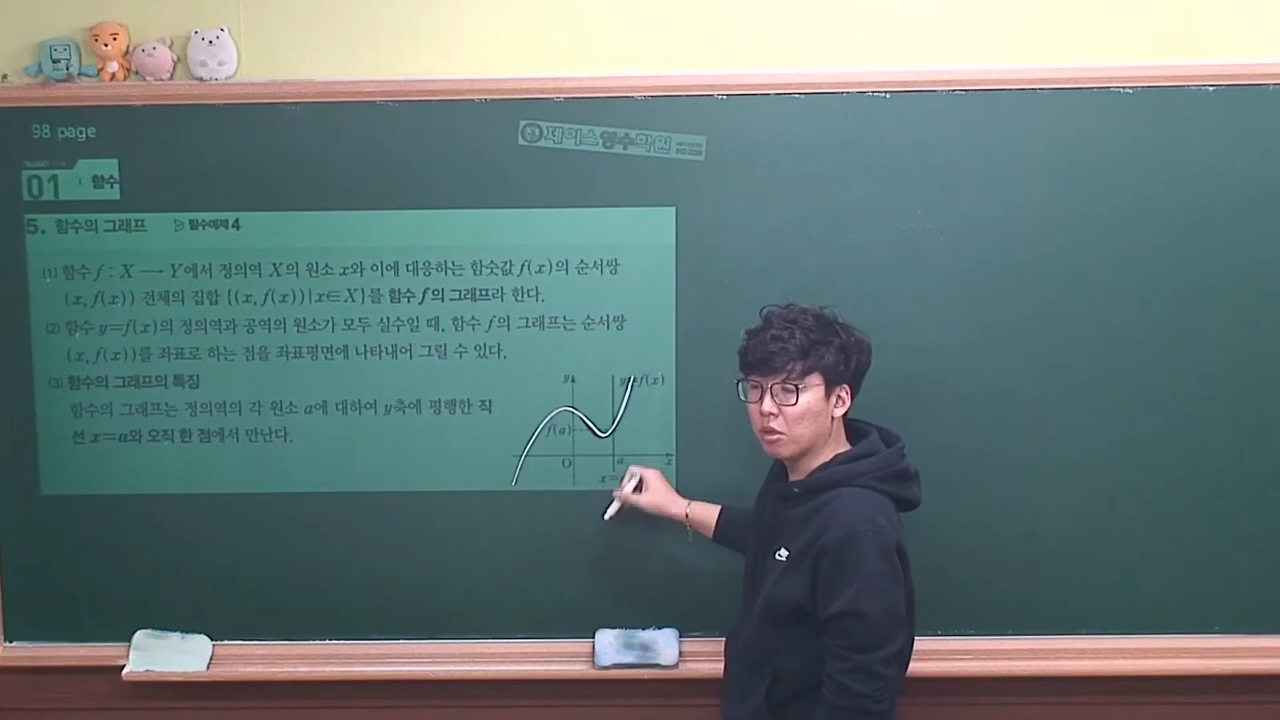 98 page
제이스영수학원
01 함수
5. 함수의 그래프 ▷ 필수예제 4
(1) 함수 f : X ⟶ Y에서 정의역 X의 원소 x와 이에 대응하는 함숫값 f(x)의 순서쌍
(x, f(x)) 전체의 집합 {(x, f(x))|x∈X}를 함수 f의 그래프라 한다.
(2) 함수 y=f(x)의 정의역과 공역의 원소가 모두 실수일 때, 함수 f의 그래프는 순서쌍
(x, f(x))를 좌표로 하는 점을 좌표평면에 나타내어 그릴 수 있다.
(3) 함수의 그래프의 특징
함수의 그래프는 정의역의 각 원소 a에 대하여 y축에 평행한 직
선 x=a와 오직 한 점에서 만난다.
y y=f(x)
f(a)
O a x
x=